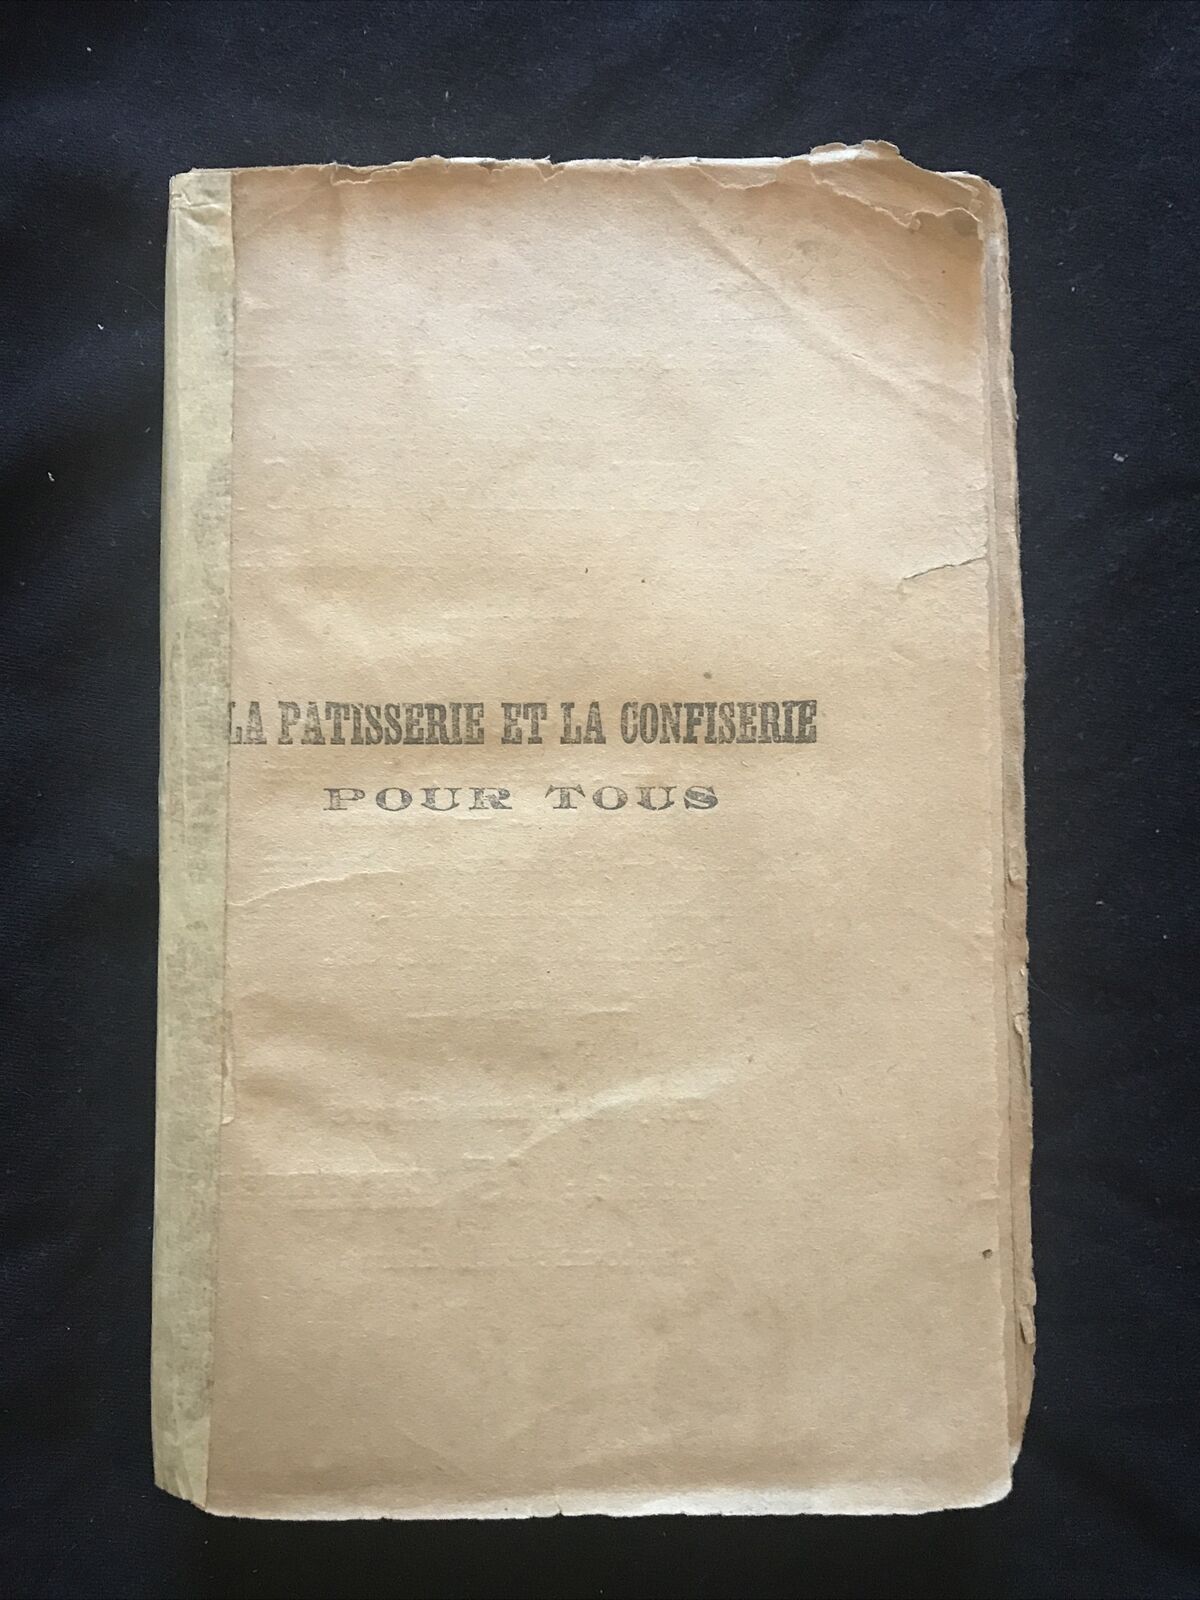 LA PATISSERIE ET LA CONFISERIE
POUR TOUS